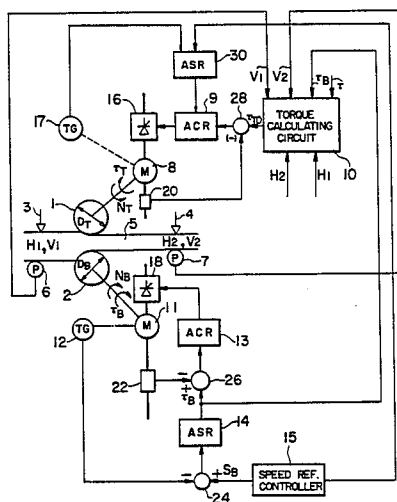 ASR
30
V1
V2
τB
τ
16
9
28
ACR
τTD
TORQUE
CALCULATING
CIRCUIT
17
TG
(-)
M
8
10
τT
20
H2
H1
1
NT
3
DT
4
5
H1, V1
H2, V2
DB
NB
18
7
P
P
6
2
τB
11
M
ACR
13
12
TG
22
-
+
τB
26
ASR
14
15
-
+
SB
SPEED REF.
CONTROLLER
24